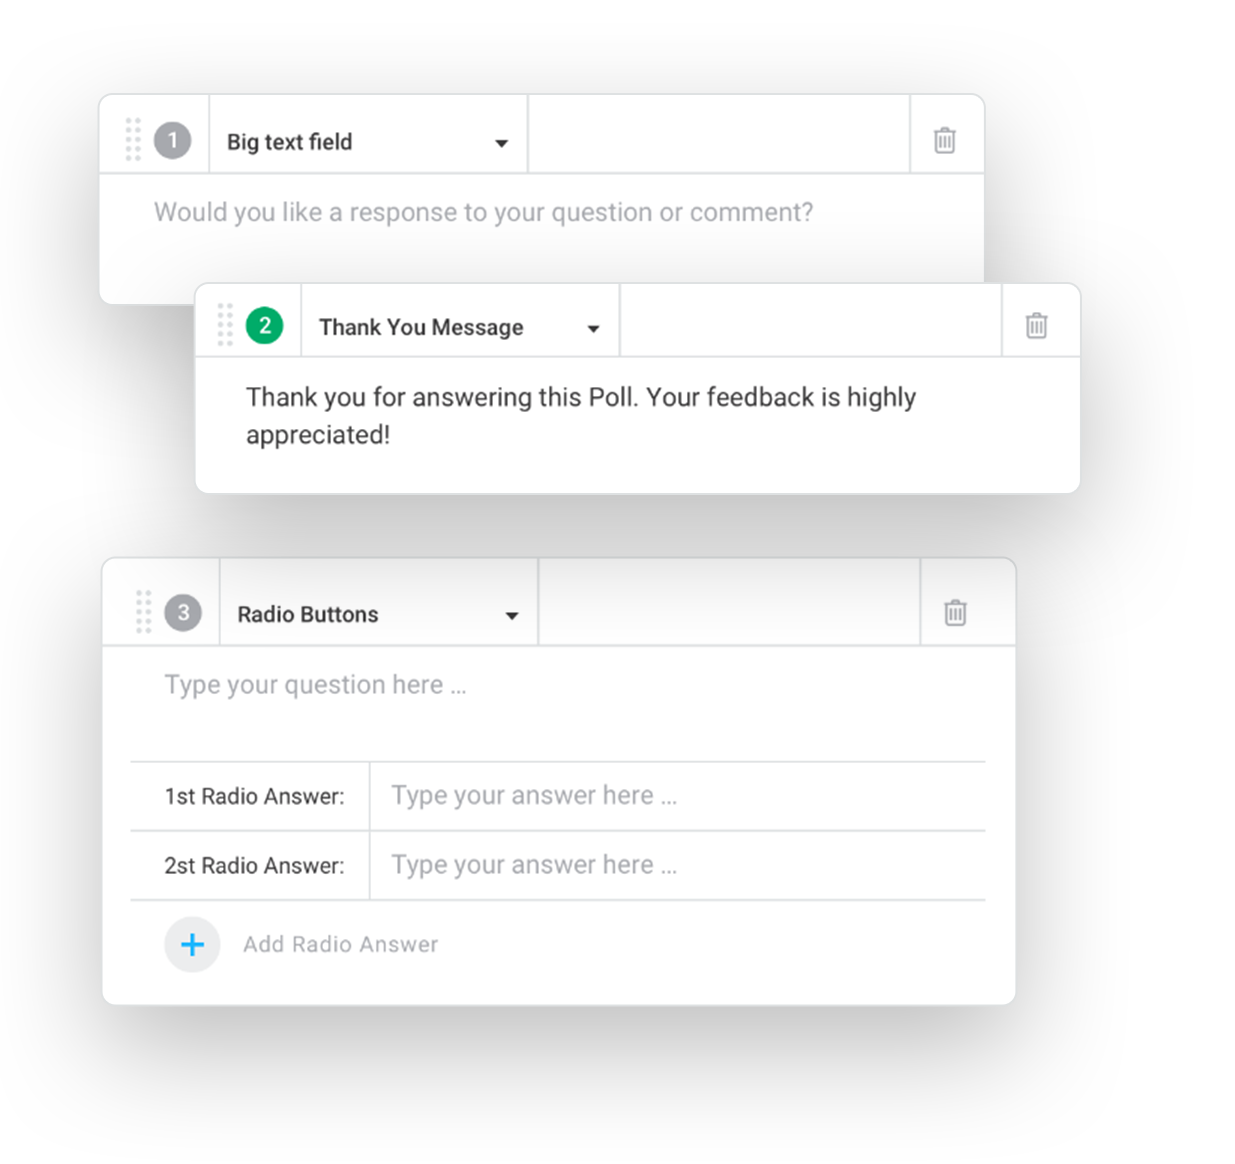 1 Big text field
Would you like a response to your question or comment?
2 Thank You Message
Thank you for answering this Poll. Your feedback is highly
appreciated!
3 Radio Buttons
Type your question here ...
1st Radio Answer: Type your answer here ...
2st Radio Answer: Type your answer here ...
Add Radio Answer